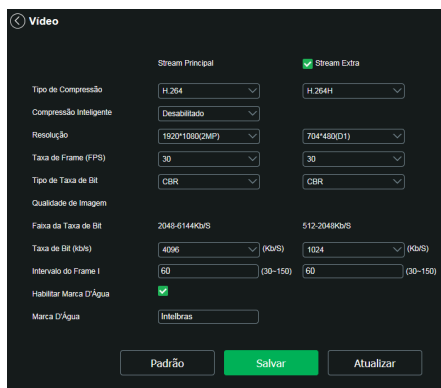 Vídeo
Stream Principal Stream Extra
Tipo de Compressão H.264 H.264H
Compressão Inteligente Desabilitado
Resolução 1920*1080(2MP) 704*480(D1)
Taxa de Frame (FPS) 30 30
Tipo de Taxa de Bit CBR CBR
Qualidade de Imagem
Faixa da Taxa de Bit 2048-6144Kb/S 512-2048Kb/S
Taxa de Bit (kb/s) 4096 (Kb/S) 1024 (Kb/S)
Intervalo do Frame I 60 (30~150) 60 (30~150)
Habilitar Marca D'Água
Marca D'Água Intelbras
Padrão Salvar Atualizar